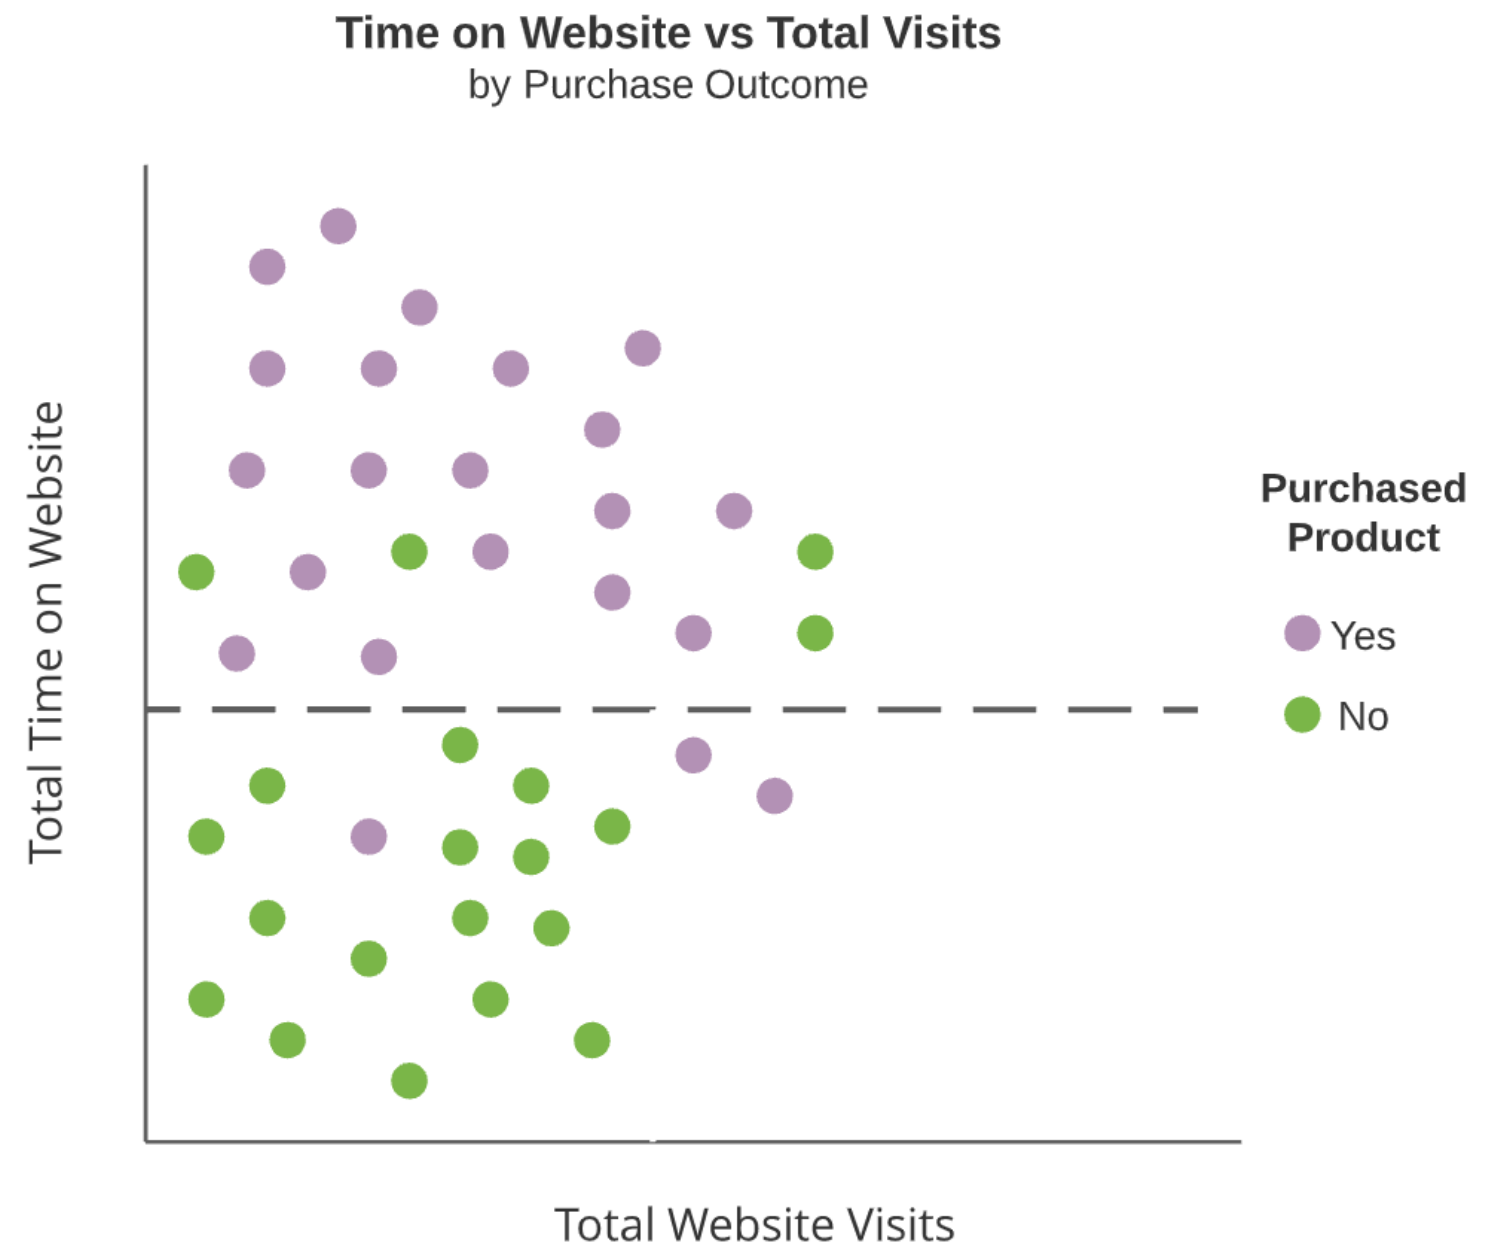 Time on Website vs Total Visits
by Purchase Outcome
Total Time on Website
Purchased
Product
Yes
No
Total Website Visits